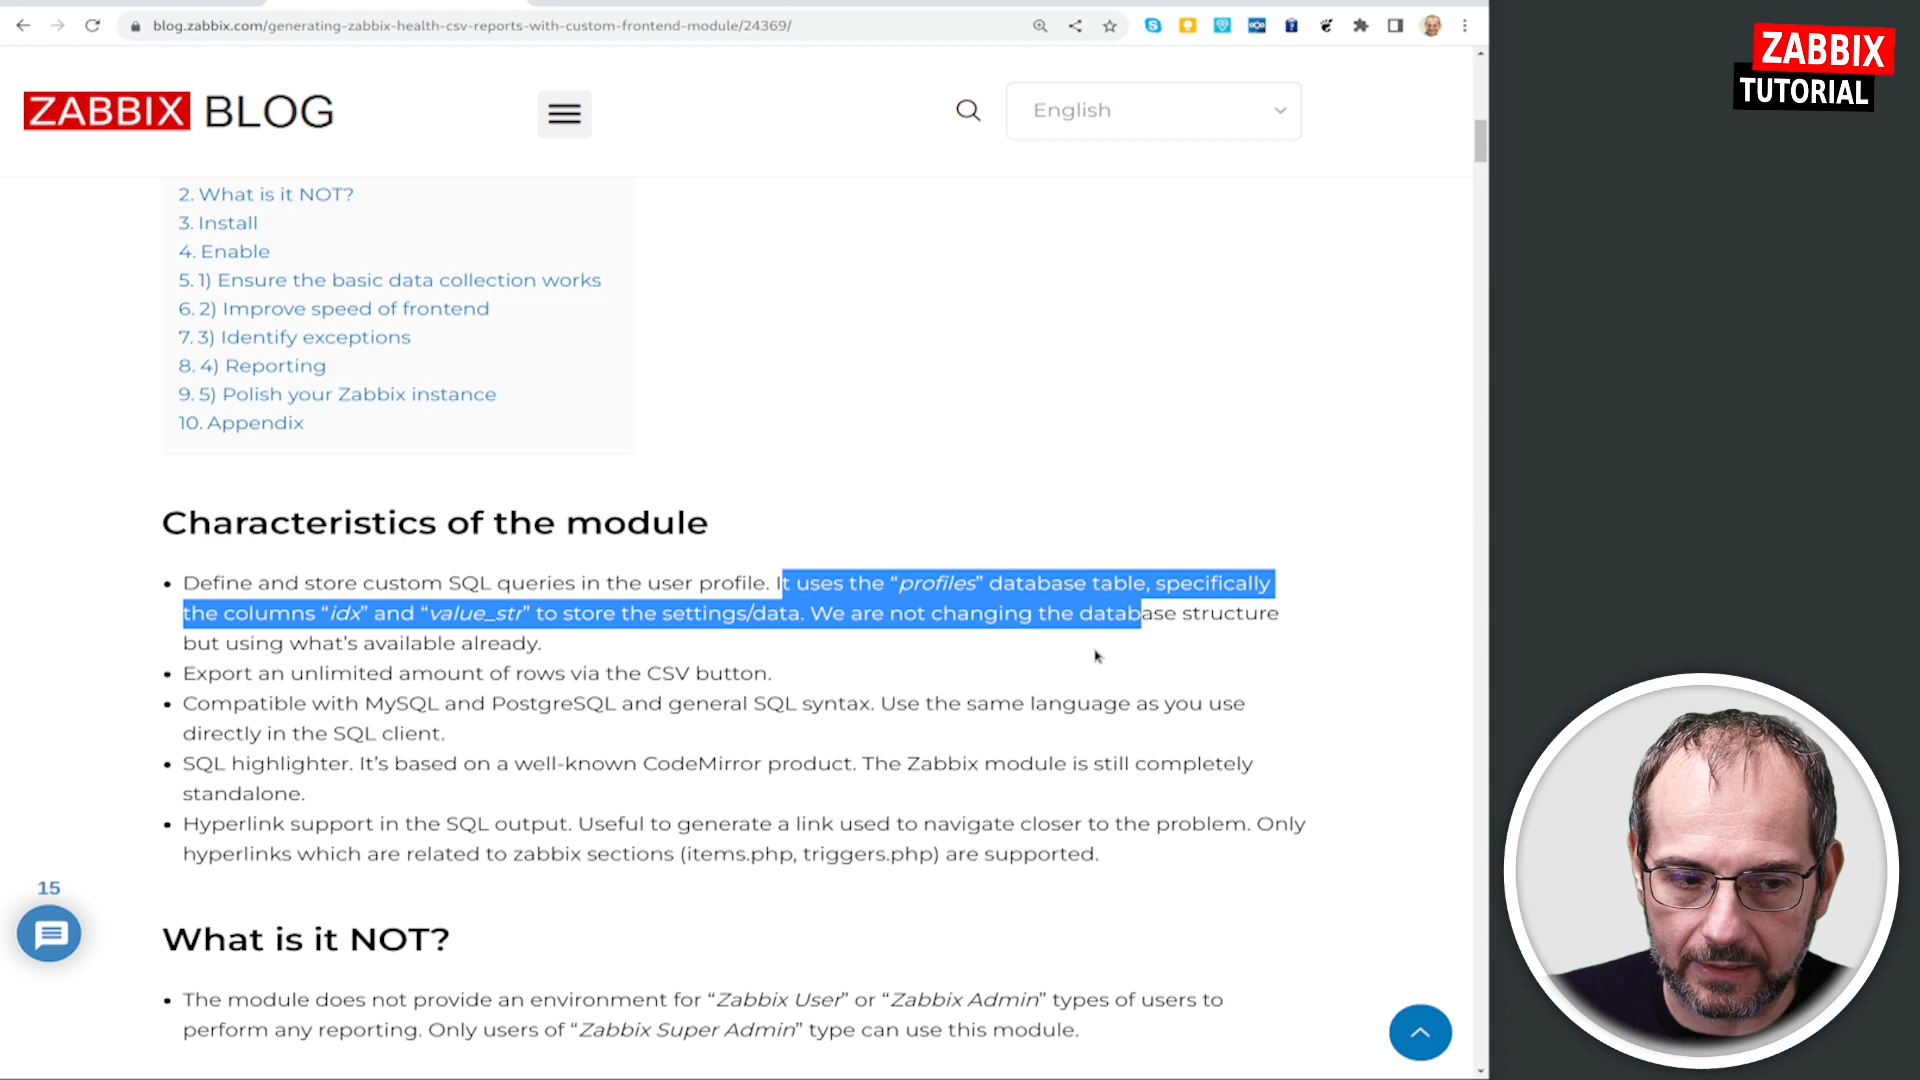 blog.zabbix.com/generating-zabbix-health-csv-reports-with-custom-frontend-module/24369/
ZABBIX
TUTORIAL
ZABBIX BLOG
English
2. What is it NOT?
3. Install
4. Enable
5. 1) Ensure the basic data collection works
6. 2) Improve speed of frontend
7. 3) Identify exceptions
8. 4) Reporting
9. 5) Polish your Zabbix instance
10. Appendix
Characteristics of the module
• Define and store custom SQL queries in the user profile. It uses the “profiles” database table, specifically
the columns “idx” and “value_str” to store the settings/data. We are not changing the database structure
but using what’s available already.
• Export an unlimited amount of rows via the CSV button.
• Compatible with MySQL and PostgreSQL and general SQL syntax. Use the same language as you use
directly in the SQL client.
• SQL highlighter. It’s based on a well-known CodeMirror product. The Zabbix module is still completely
standalone.
• Hyperlink support in the SQL output. Useful to generate a link used to navigate closer to the problem. Only
hyperlinks which are related to zabbix sections (items.php, triggers.php) are supported.
15
What is it NOT?
• The module does not provide an environment for “Zabbix User” or “Zabbix Admin” types of users to
perform any reporting. Only users of “Zabbix Super Admin” type can use this module.